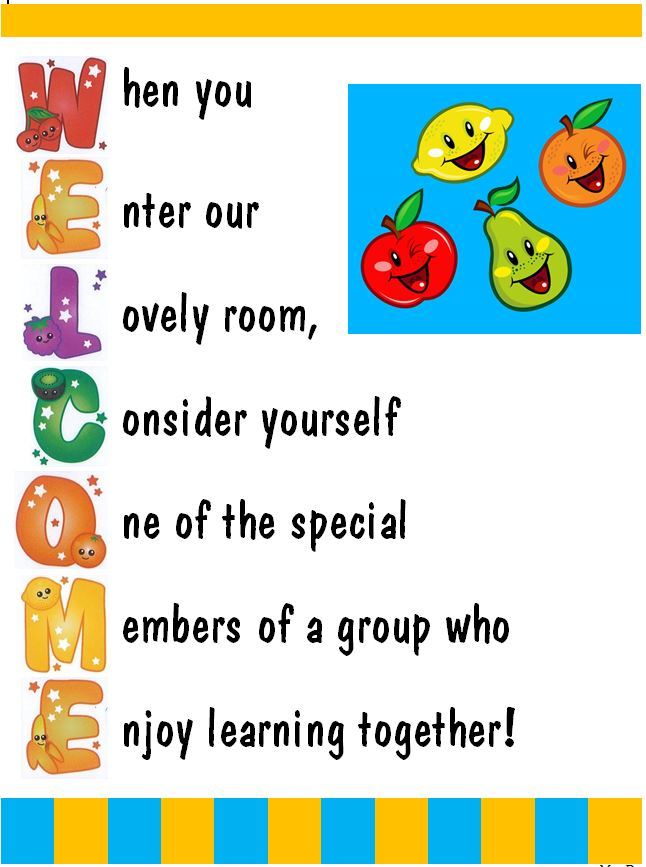 When you
Enter our
Lovely room,
Consider yourself
One of the special
Members of a group who
Enjoy learning together!